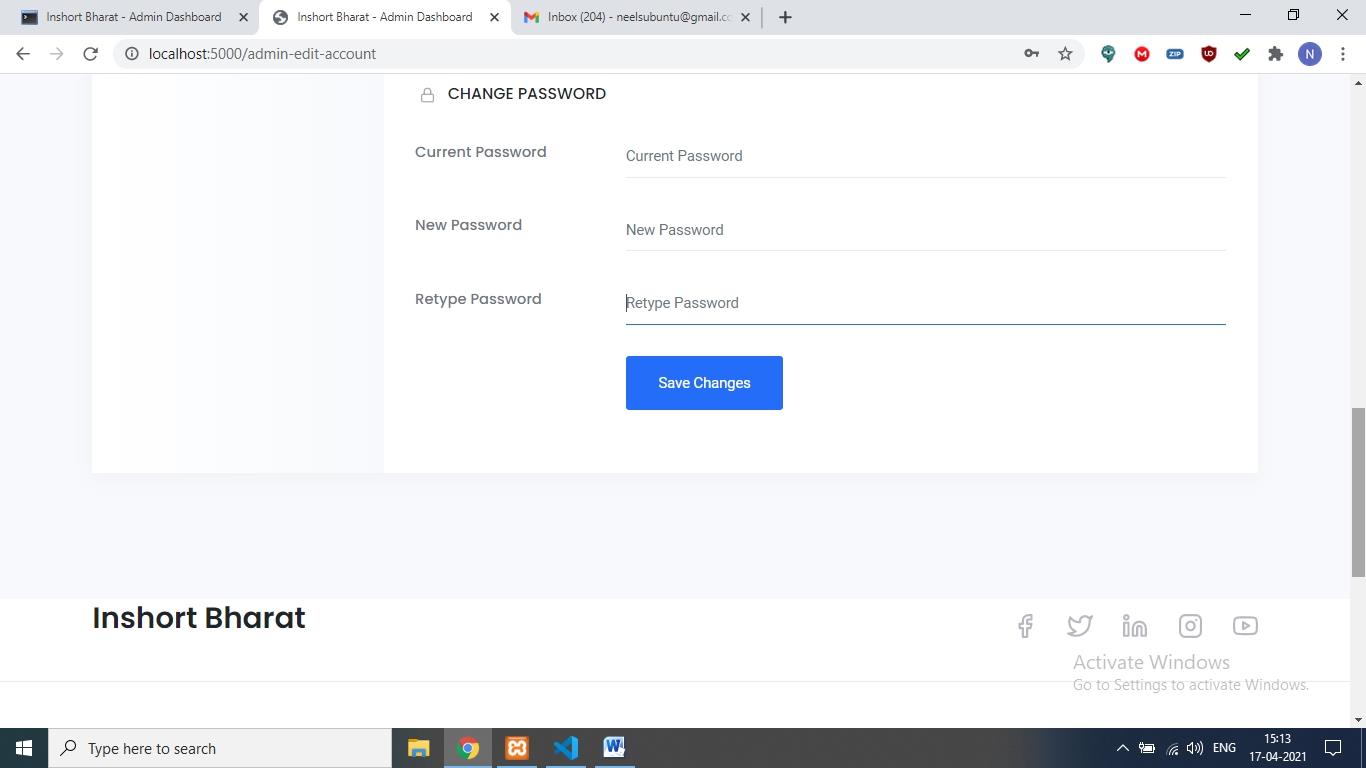 Inshort Bharat - Admin Dashboard
Inshort Bharat - Admin Dashboard
Inbox (204) - neelsubuntu@gmail.cc
localhost:5000/admin-edit-account
ZIP
N
CHANGE PASSWORD
Current Password Current Password
New Password New Password
Retype Password Retype Password
Save Changes
Inshort Bharat
Activate Windows
Go to Settings to activate Windows.
Type here to search
ENG
15:13
17-04-2021